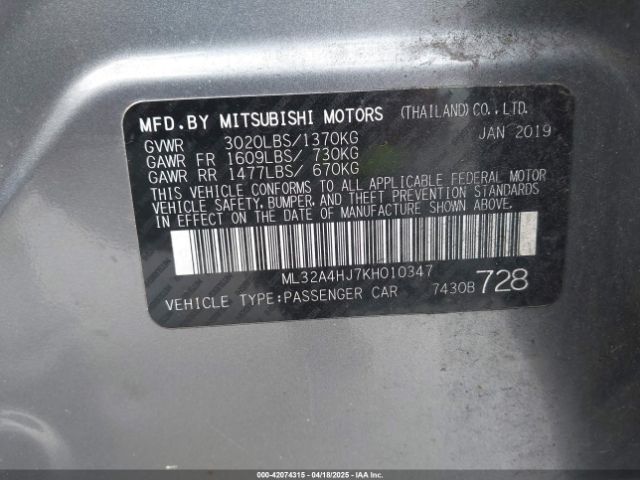 MFD.BY MITSUBISHI MOTORS (THAILAND) CO., LTD.
GVWR 3020LBS/1370KG JAN 2019
GAWR FR 1609LBS/ 730KG
GAWR RR 1477LBS/ 670KG
THIS VEHICLE CONFORMS TO ALL APPLICABLE FEDERAL MOTOR
VEHICLE SAFETY, BUMPER, AND THEFT PREVENTION STANDARDS
IN EFFECT ON THE DATE OF MANUFACTURE SHOWN ABOVE.
ML32A4HJ7KH010347
VEHICLE TYPE:PASSENGER CAR 7430B 728
000-42074315 - 04/18/2025 - IAAI.COM